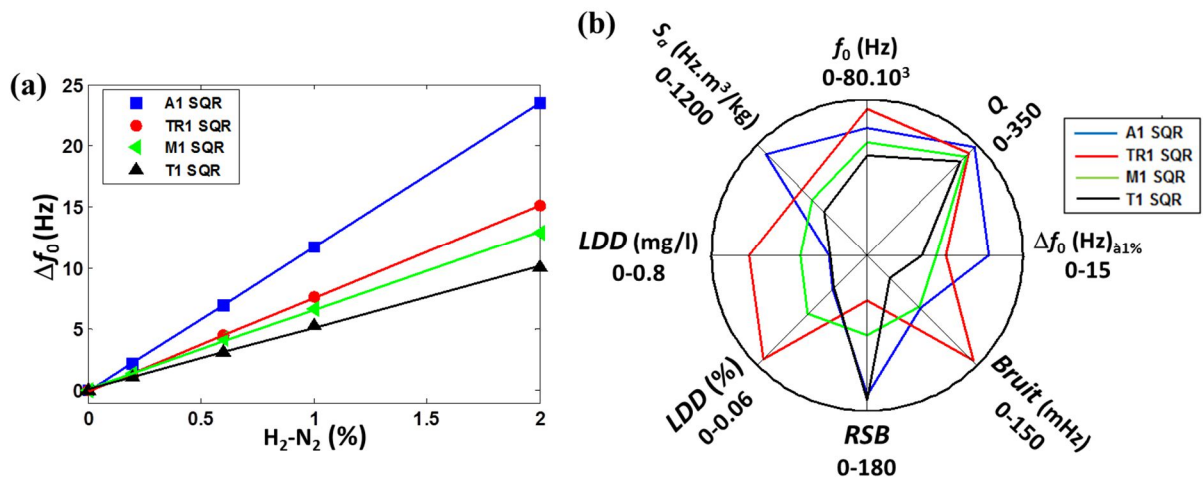 (a)
25
20
15
10
5
0
Δf₀ (Hz)
A1 SQR
TR1 SQR
M1 SQR
T1 SQR
0
0.5
1
1.5
2
H₂-N₂ (%)
(b)
f₀ (Hz)
0-80.10³
Q
0-350
Δf₀ (Hz)à1%
0-15
Bruit (mHz)
0-150
RSB
0-180
LDD (%)
0-0.06
LDD (mg/l)
0-0.8
Sₐ (Hz.m³/kg)
0-1200
A1 SQR
TR1 SQR
M1 SQR
T1 SQR